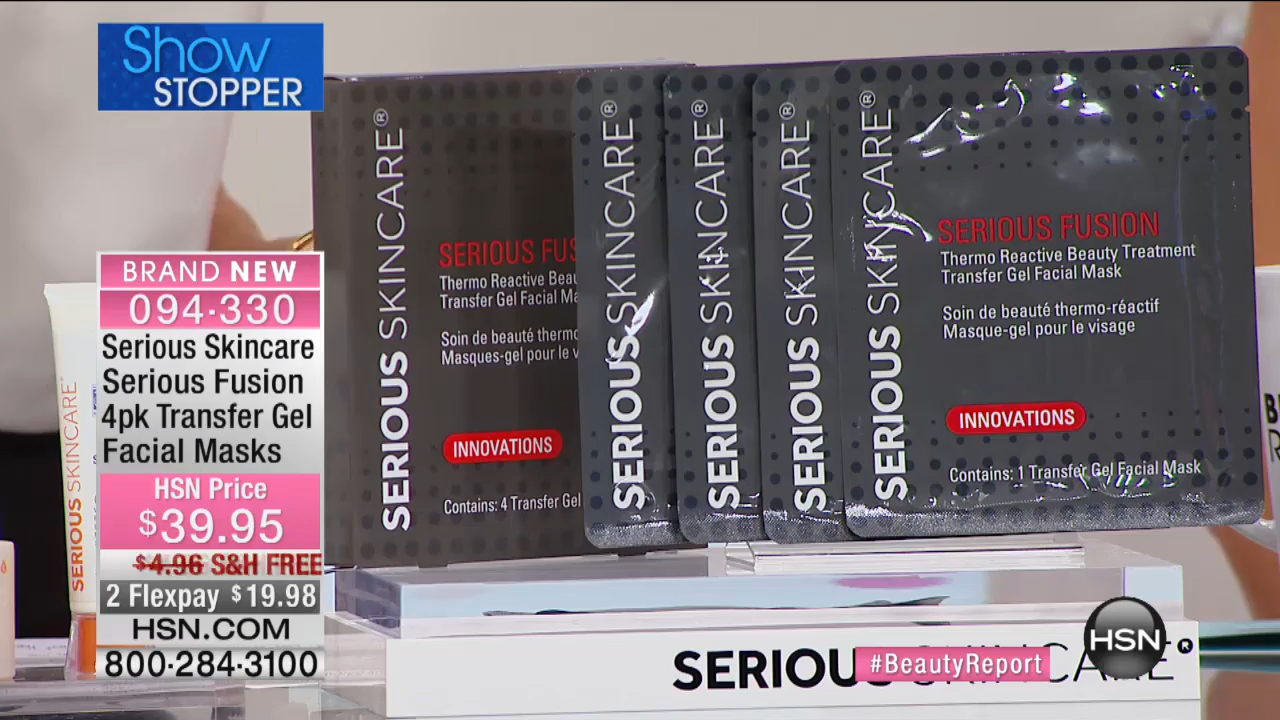 Show
STOPPER
BRAND NEW
094-330
Serious Skincare
Serious Fusion
4pk Transfer Gel
Facial Masks
HSN Price
$39.95
$4.96 S&H FREE
2 Flexpay $19.98
HSN.COM
800-284-3100
SERIOUS SKINCARE
SERIOUS SKINCARE®
SERIOUS FUS
Thermo Reactive Beau
Transfer Gel Facial Ma
Soin de beauté thermo
Masques-gel pour le v
INNOVATIONS
Contains: 4 Transfer Gel
SERIOUS SKINCARE®
SERIOUS SKINCARE®
SERIOUS SKINCARE®
SERIOUS SKINCARE®
SERIOUS FUSION
Thermo Reactive Beauty Treatment
Transfer Gel Facial Mask
Soin de beauté thermo-réactif
Masque-gel pour le visage
INNOVATIONS
Contains: 1 Transfer Gel Facial Mask
SERIOUS SKINCARE®
#BeautyReport
HSN